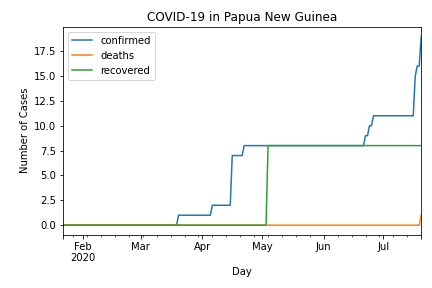 COVID-19 in Papua New Guinea
confirmed
deaths
recovered
Number of Cases
17.5
15.0
12.5
10.0
7.5
5.0
2.5
0.0
Feb Mar Apr May Jun Jul
2020
Day